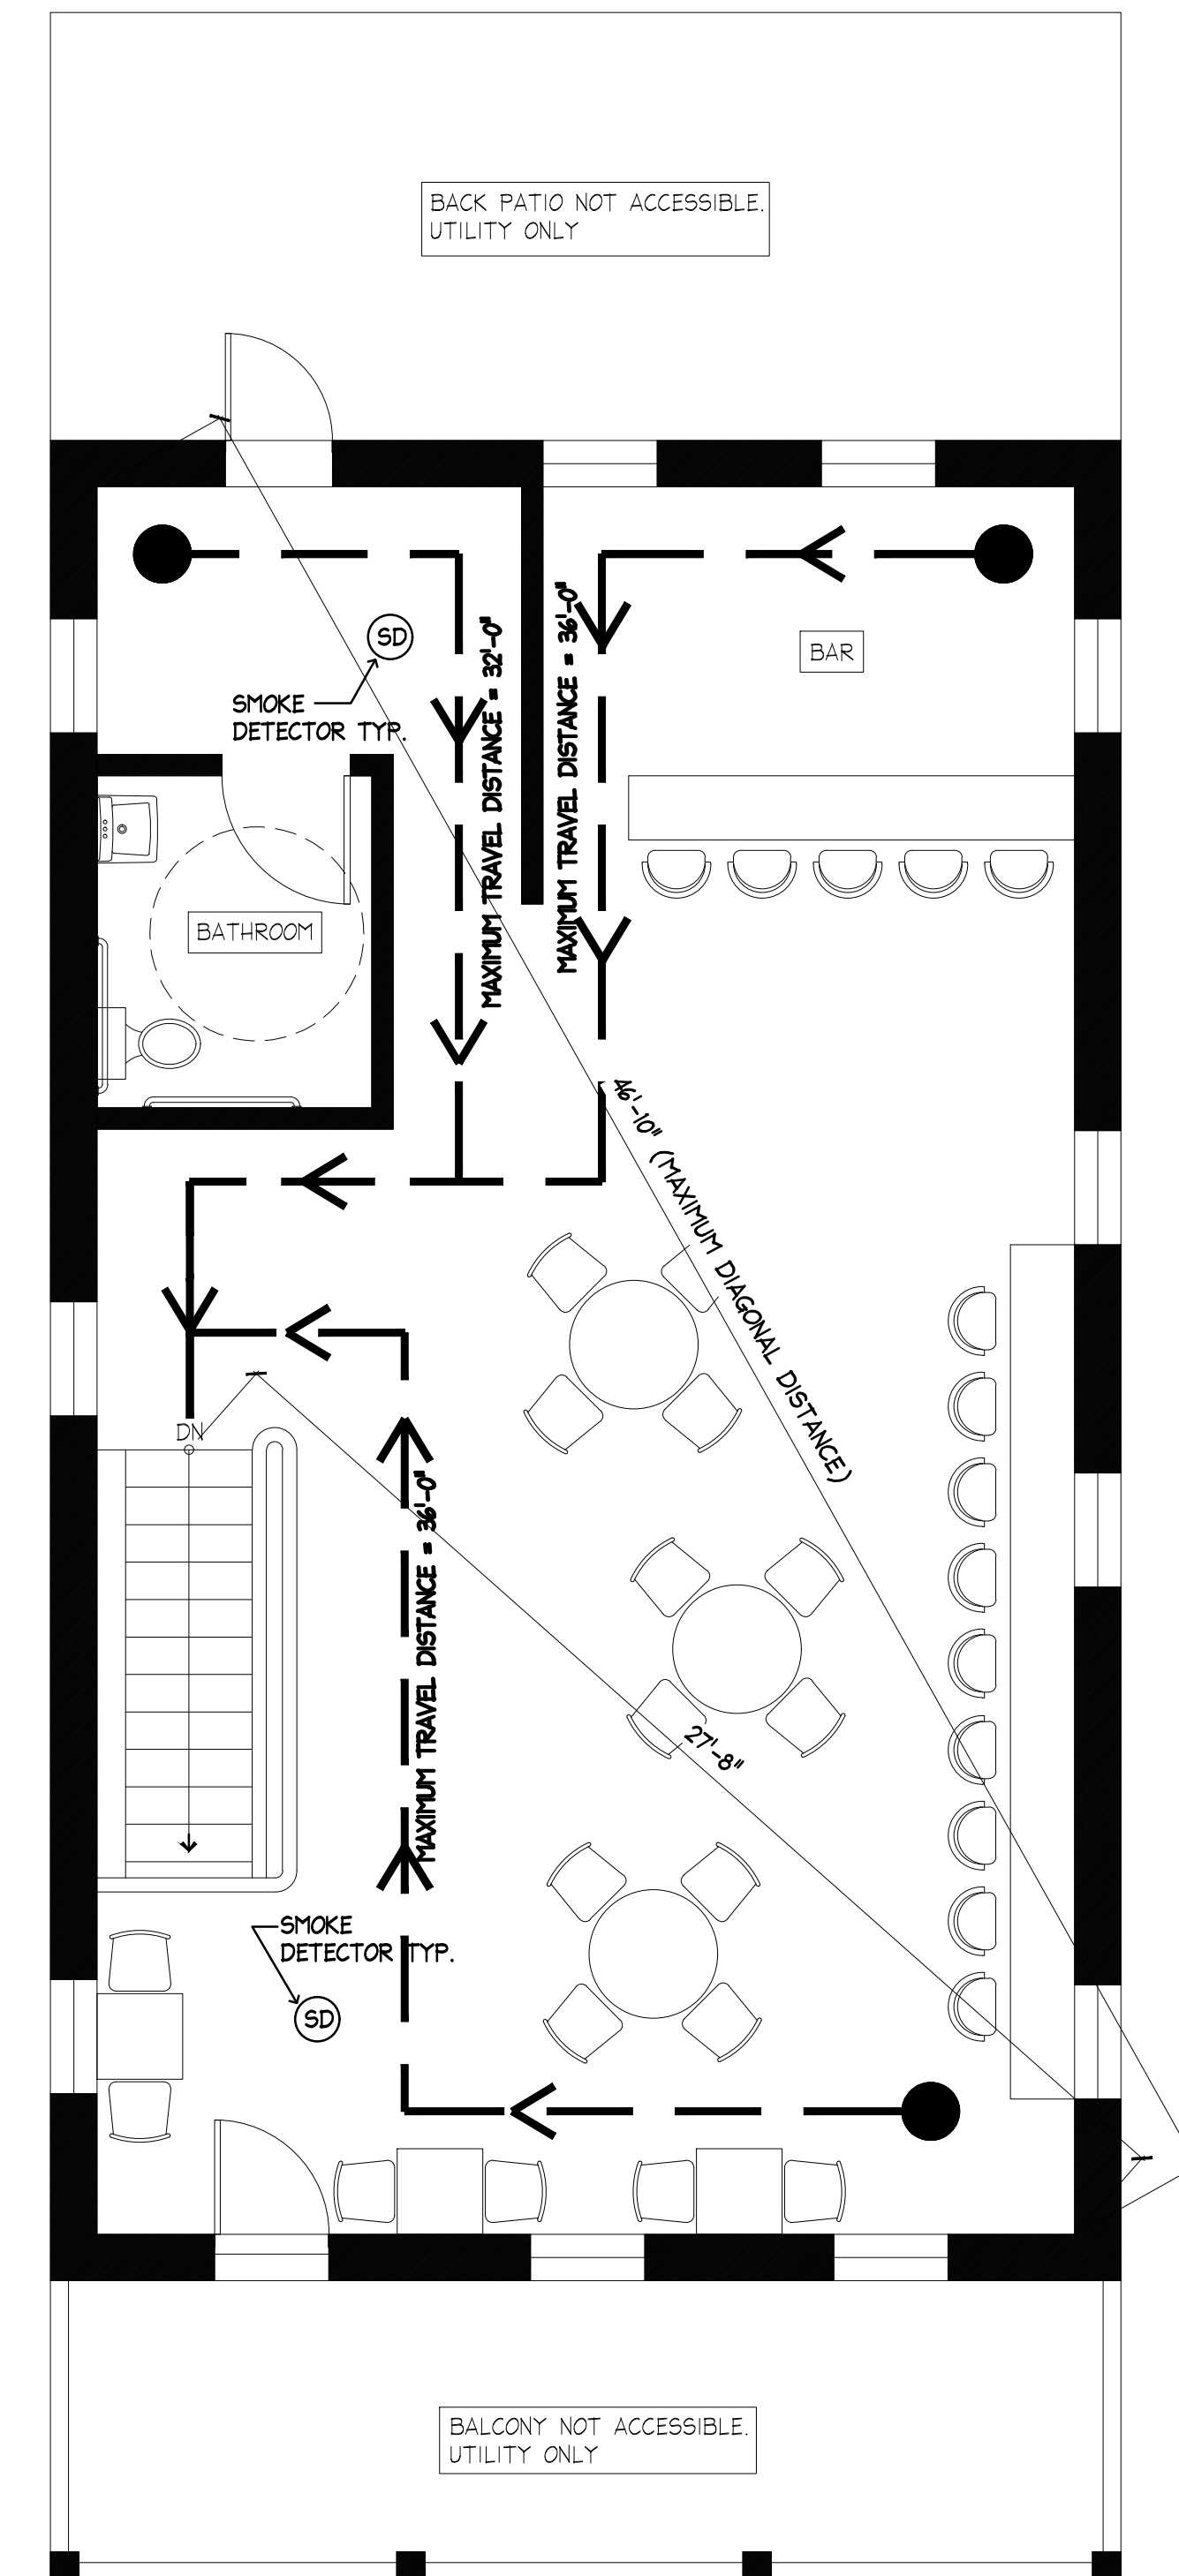 BACK PATIO NOT ACCESSIBLE.
UTILITY ONLY
SD
SMOKE
DETECTOR TYP.
MAXIMUM TRAVEL DISTANCE = 32'-0"
MAXIMUM TRAVEL DISTANCE = 36'-0"
BAR
BATHROOM
46'-10" (MAXIMUM DIAGONAL DISTANCE)
DN
MAXIMUM TRAVEL DISTANCE = 36'-0"
27'-8"
SMOKE
DETECTOR TYP.
SD
BALCONY NOT ACCESSIBLE.
UTILITY ONLY